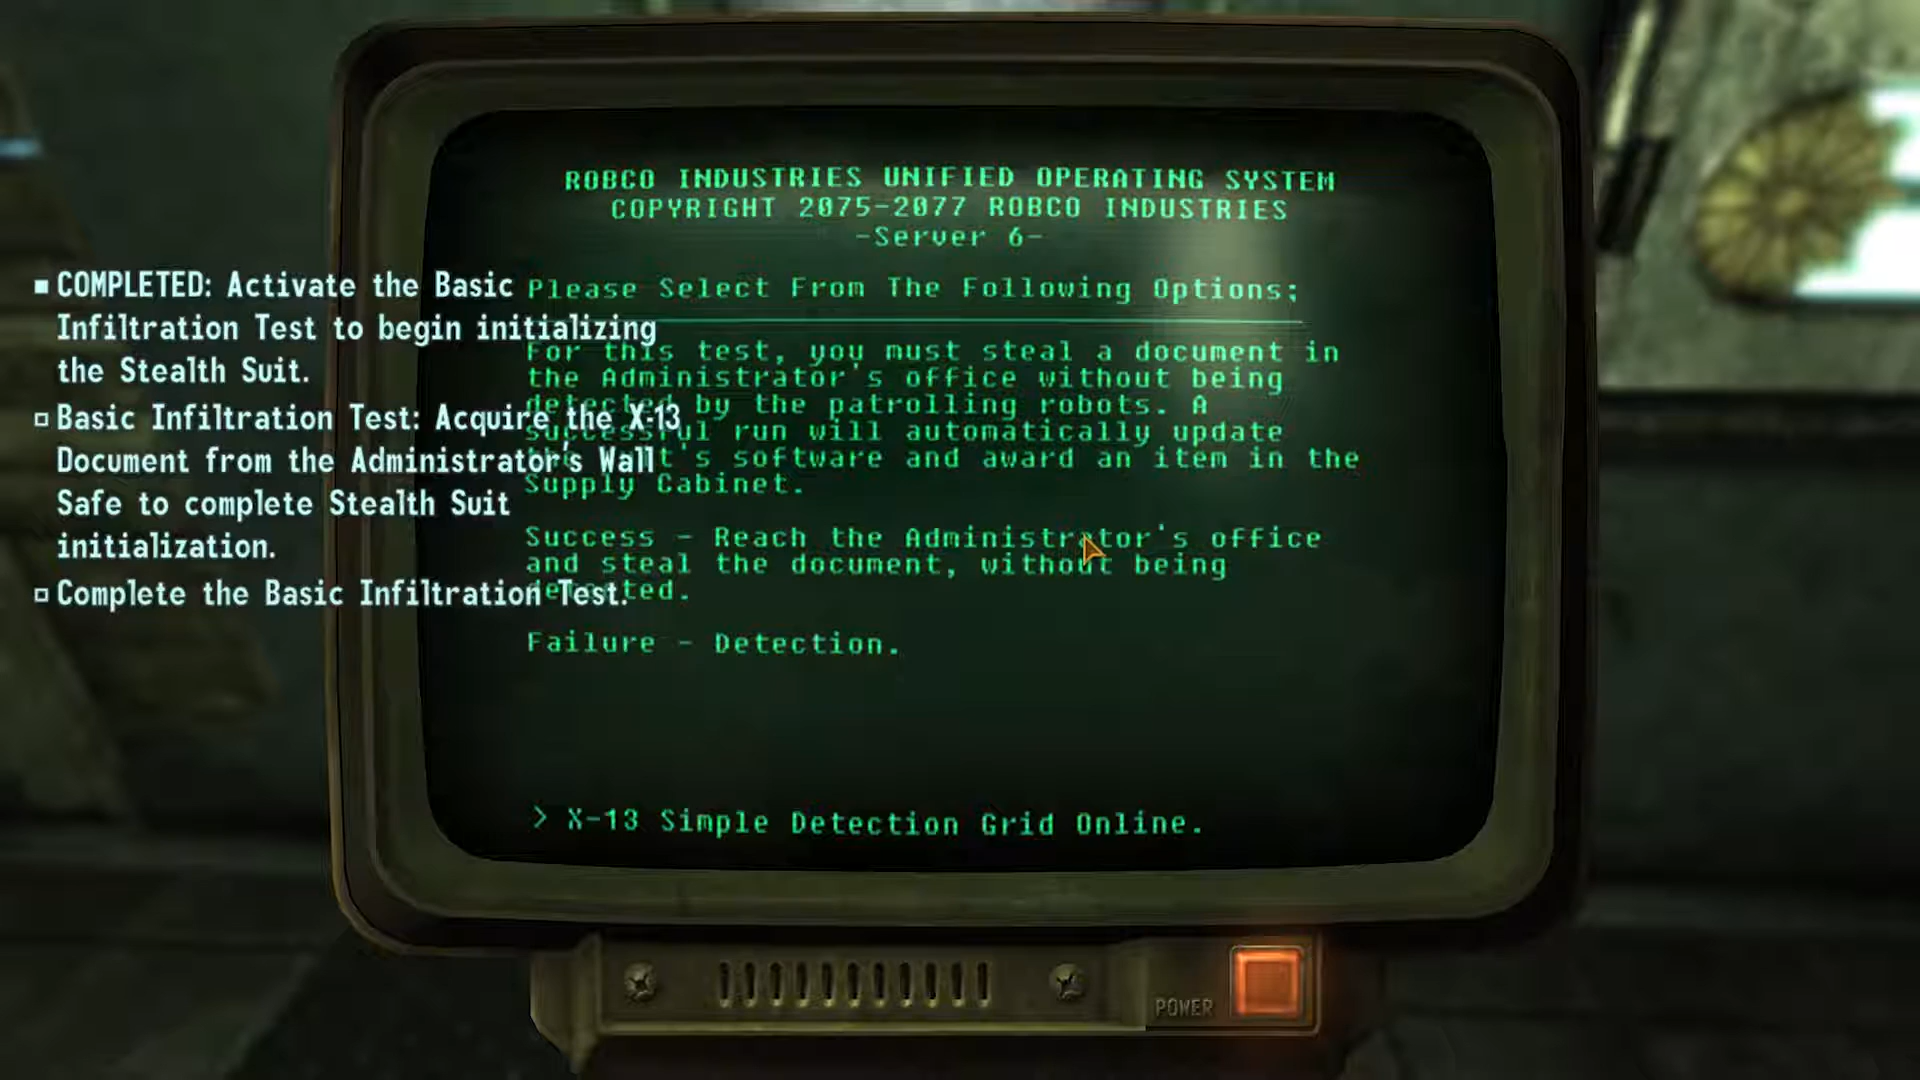 ROBCO INDUSTRIES UNIFIED OPERATING SYSTEM
COPYRIGHT 2075-2077 ROBCO INDUSTRIES
-Server 6-
COMPLETED: Activate the Basic
Infiltration Test to begin initializing
the Stealth Suit.
Basic Infiltration Test: Acquire the X-13
Document from the Administrator's Wall
Safe to complete Stealth Suit
initialization.
Complete the Basic Infiltration Test.
Please Select From The Following Options:
For this test, you must steal a document in
the Administrator's office without being
detected by the patrolling robots. A
successful run will automatically update
software and award an item in the
Supply Cabinet.
Success - Reach the Administrator's office
and steal the document, without being
detected.
Failure - Detection.
> X-13 Simple Detection Grid Online.
POWER